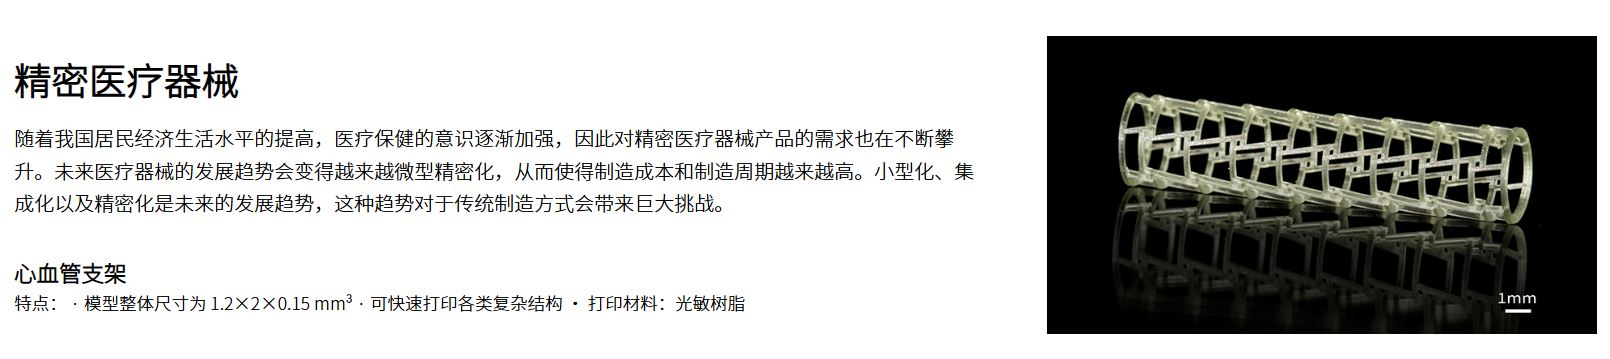 精密医疗器械
随着我国居民经济生活水平的提高，医疗保健的意识逐渐加强，因此对精密医疗器械产品的需求也在不断攀
升。未来医疗器械的发展趋势会变得越来越微型精密化，从而使得制造成本和制造周期越来越高。小型化、集
成化以及精密化是未来的发展趋势，这种趋势对于传统制造方式会带来巨大挑战。
心血管支架
特点： · 模型整体尺寸为 1.2×2×0.15 mm³ · 可快速打印各类复杂结构 · 打印材料：光敏树脂
1mm